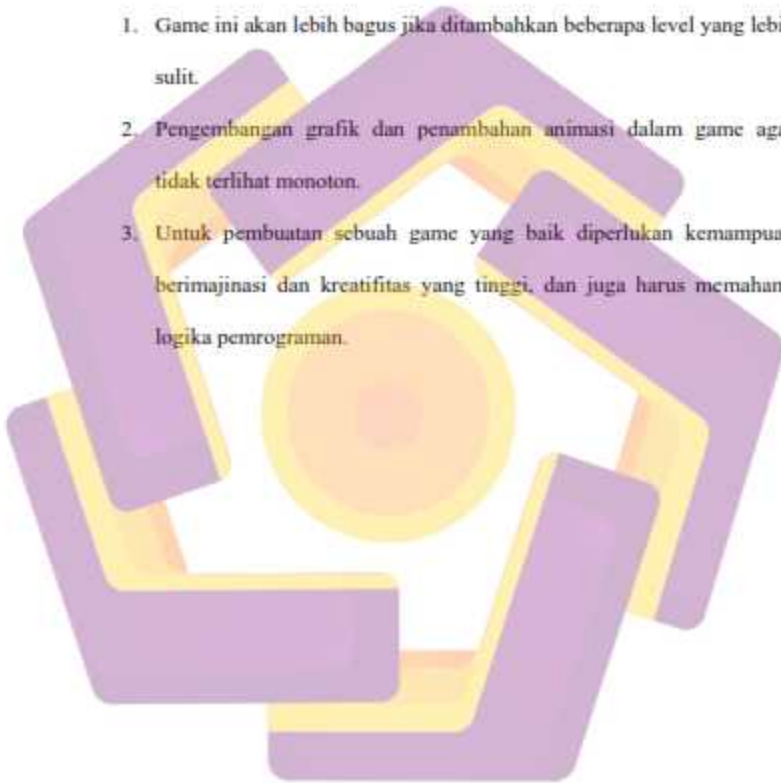 1. Game ini akan lebih bagus jika ditambahkan beberapa level yang lebi
sulit.
2. Pengembangan grafik dan penambahan animasi dalam game aga
tidak terlihat monoton.
3. Untuk pembuatan sebuah game yang baik diperlukan kemampua
berimajinasi dan kreatifitas yang tinggi, dan juga harus memahan
logika pemrograman.